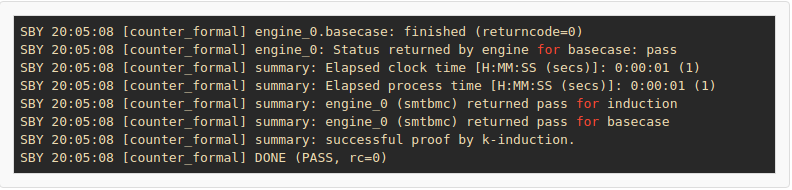 SBY 20:05:08 [counter_formal] engine_0.basecase: finished (returncode=0)
SBY 20:05:08 [counter_formal] engine_0: Status returned by engine for basecase: pass
SBY 20:05:08 [counter_formal] summary: Elapsed clock time [H:MM:SS (secs)]: 0:00:01 (1)
SBY 20:05:08 [counter_formal] summary: Elapsed process time [H:MM:SS (secs)]: 0:00:01 (1)
SBY 20:05:08 [counter_formal] summary: engine_0 (smtbmc) returned pass for induction
SBY 20:05:08 [counter_formal] summary: engine_0 (smtbmc) returned pass for basecase
SBY 20:05:08 [counter_formal] summary: successful proof by k-induction.
SBY 20:05:08 [counter_formal] DONE (PASS, rc=0)